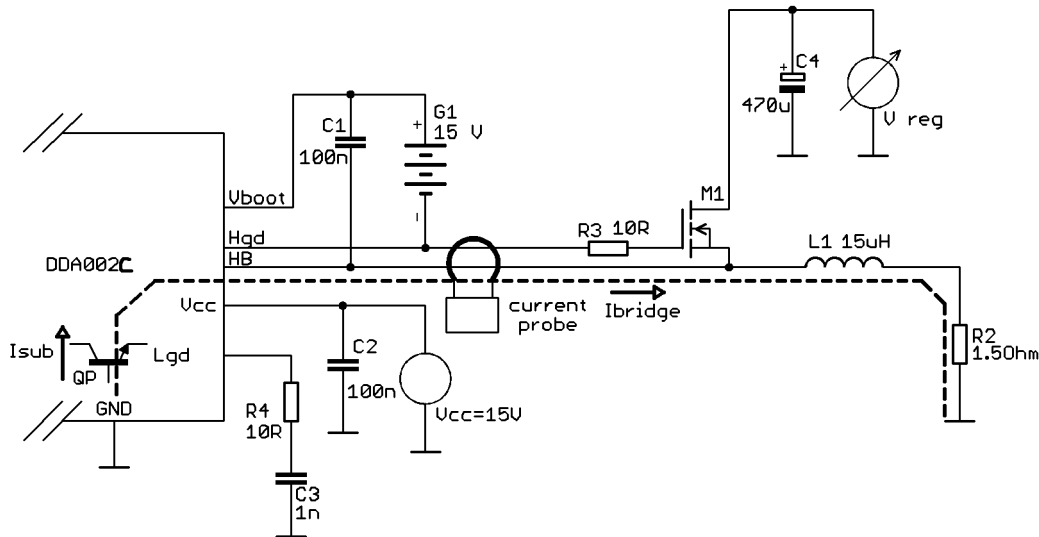 C4
+
470u
V reg
C1
100n
G1
+
15 V
-
Vboot
M1
Hgd
R3 10R
HB
L1 15uH
DDA002C
Vcc
current
probe
Ibridge
Isub
Lgd
QP
C2
100n
R2
1.5Ohm
GND
R4
10R
Vcc=15V
C3
1n